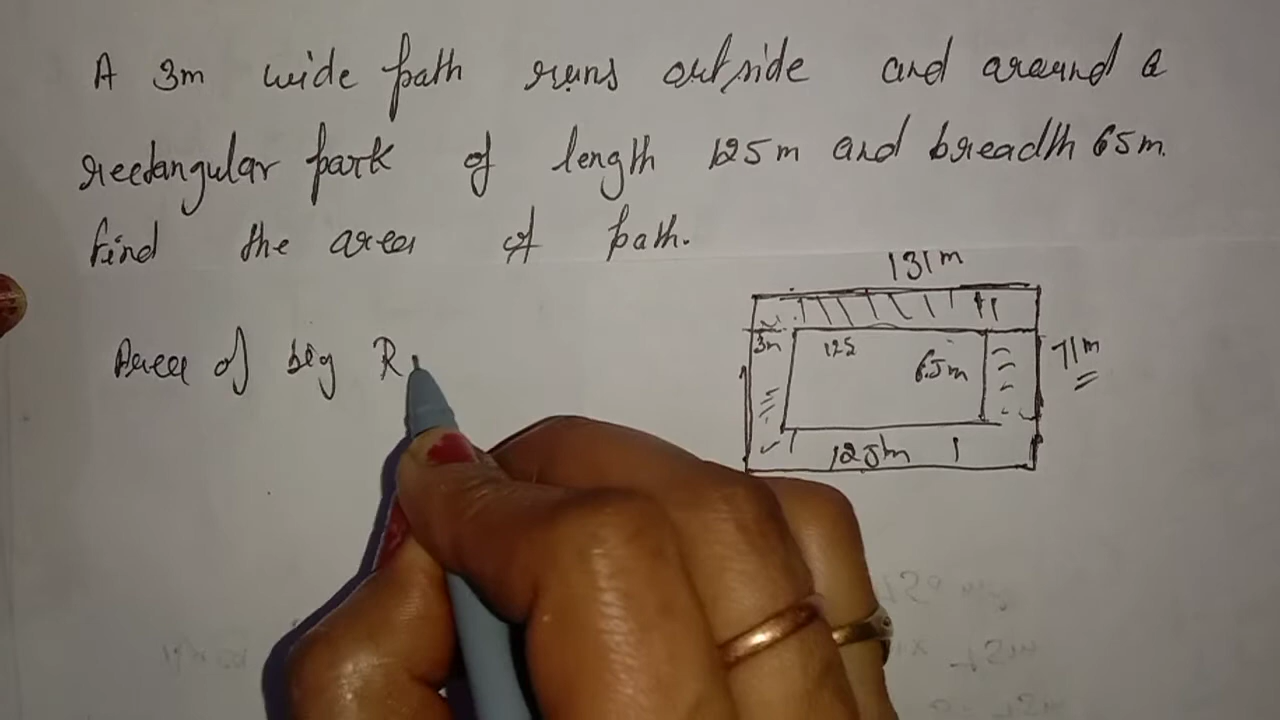 A 3m wide path runs outside and around a
rectangular park of length 125m and breadth 65m.
find the area of path.
131m
3m 125 65m 71m
Area of big R
125m